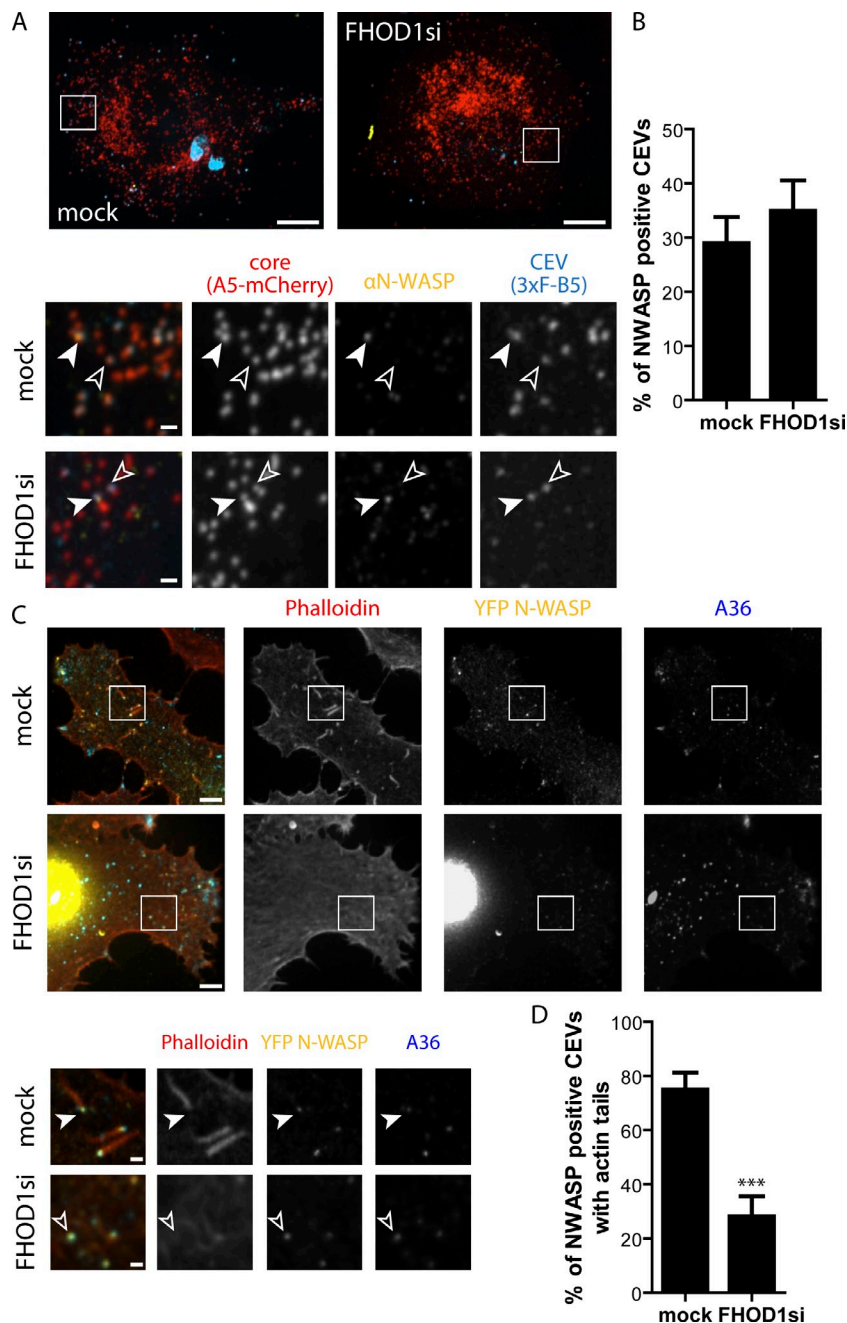 A
mock
FHOD1si
B
% of NWASP positive CEVs
50
40
30
20
10
0
mock FHOD1si
core
(A5-mCherry)
αN-WASP
CEV
(3xF-B5)
mock
FHOD1si
C
Phalloidin
YFP N-WASP
A36
mock
FHOD1si
Phalloidin
YFP N-WASP
A36
mock
FHOD1si
D
% of NWASP positive CEVs
with actin tails
100
80
60
40
20
0
***
mock FHOD1si